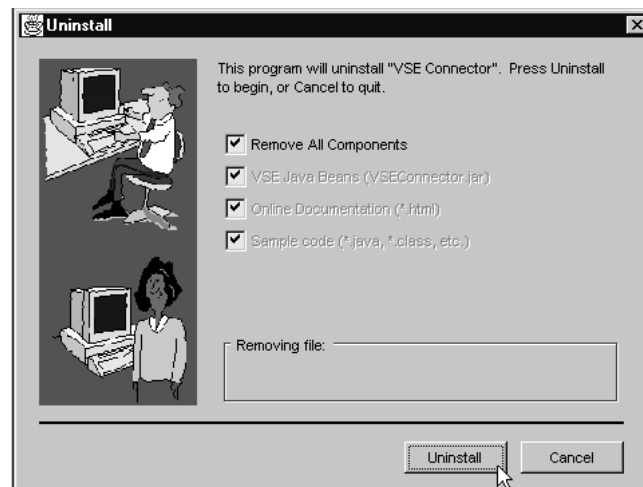 Uninstall
This program will uninstall "VSE Connector". Press Uninstall
to begin, or Cancel to quit.
Remove All Components
VSE Java Beans (VSEConnector.jar)
Online Documentation (*.html)
Sample code (*.java, *.class, etc.)
Removing file:
Uninstall
Cancel